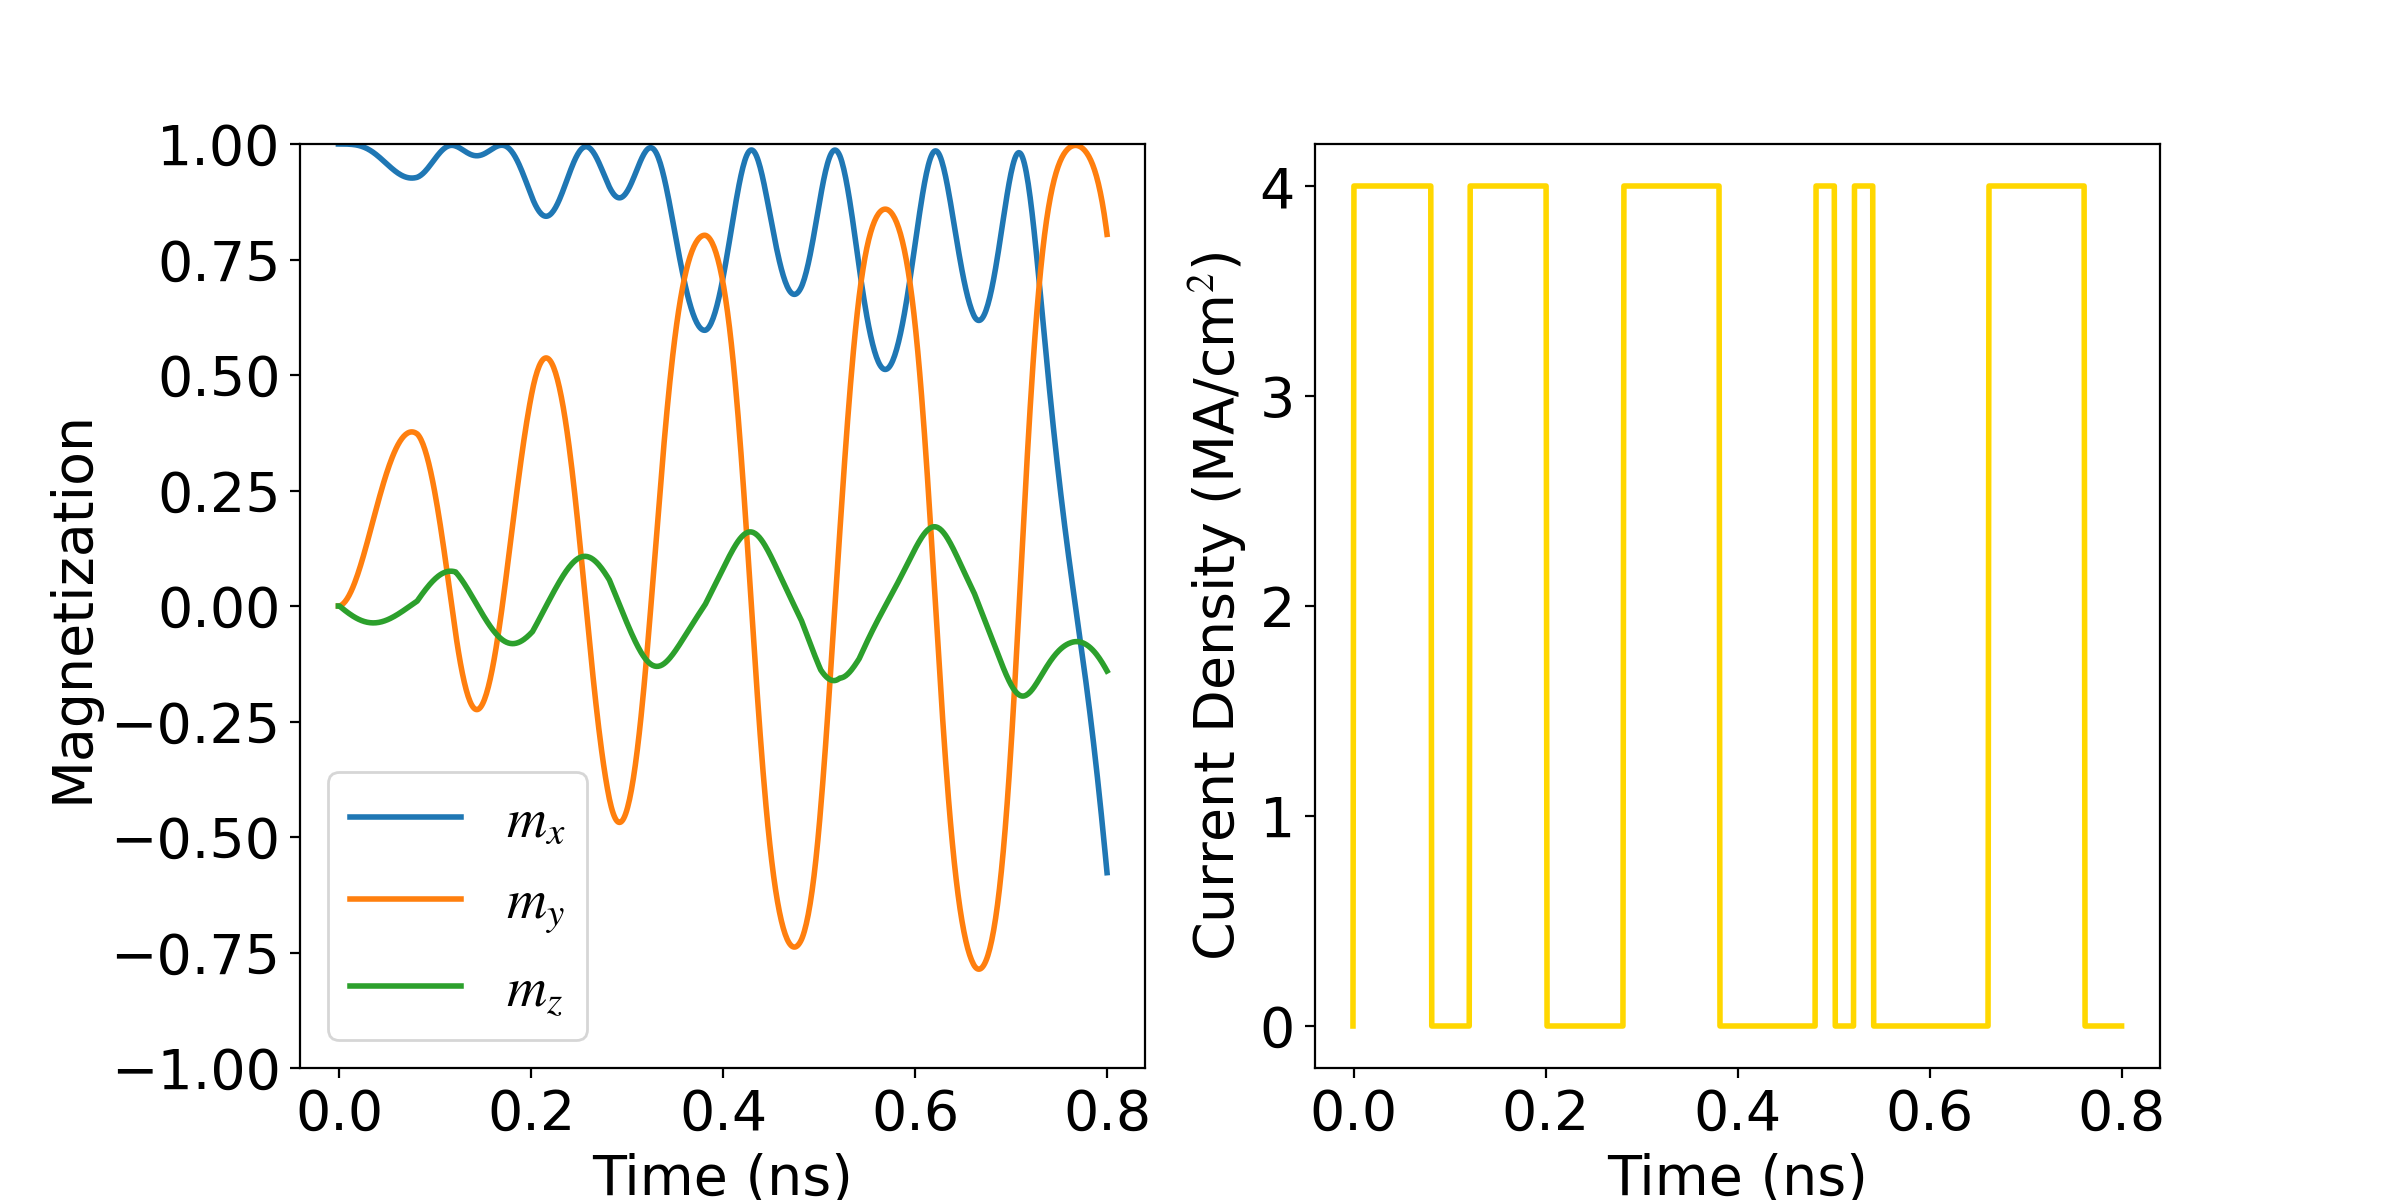 Magnetization
1.00
0.75
0.50
0.25
0.00
−0.25
−0.50
−0.75
−1.00
0.0 0.2 0.4 0.6 0.8
Time (ns)
mₓ
m_y
m_z
Current Density (MA/cm²)
4
3
2
1
0
0.0 0.2 0.4 0.6 0.8
Time (ns)